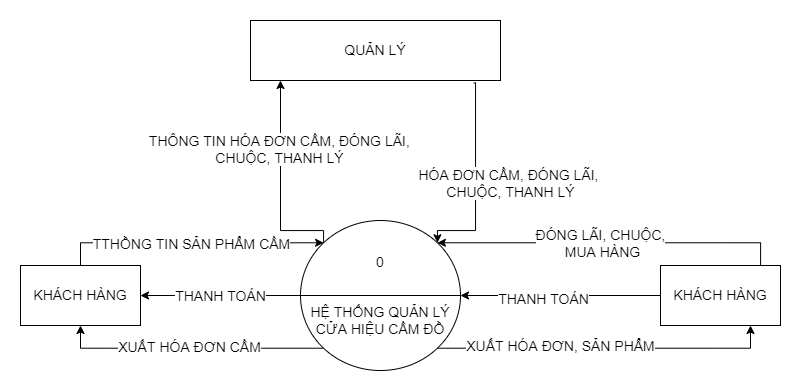 QUẢN LÝ
THÔNG TIN HÓA ĐƠN CẦM, ĐÓNG LÃI,
CHUỘC, THANH LÝ
HÓA ĐƠN CẦM, ĐÓNG LÃI,
CHUỘC, THANH LÝ
TTHÔNG TIN SẢN PHẨM CẦM
ĐÓNG LÃI, CHUỘC,
MUA HÀNG
0
KHÁCH HÀNG
THANH TOÁN
HỆ THỐNG QUẢN LÝ
CỬA HIỆU CẦM ĐỒ
THANH TOÁN
KHÁCH HÀNG
XUẤT HÓA ĐƠN CẦM
XUẤT HÓA ĐƠN, SẢN PHẨM